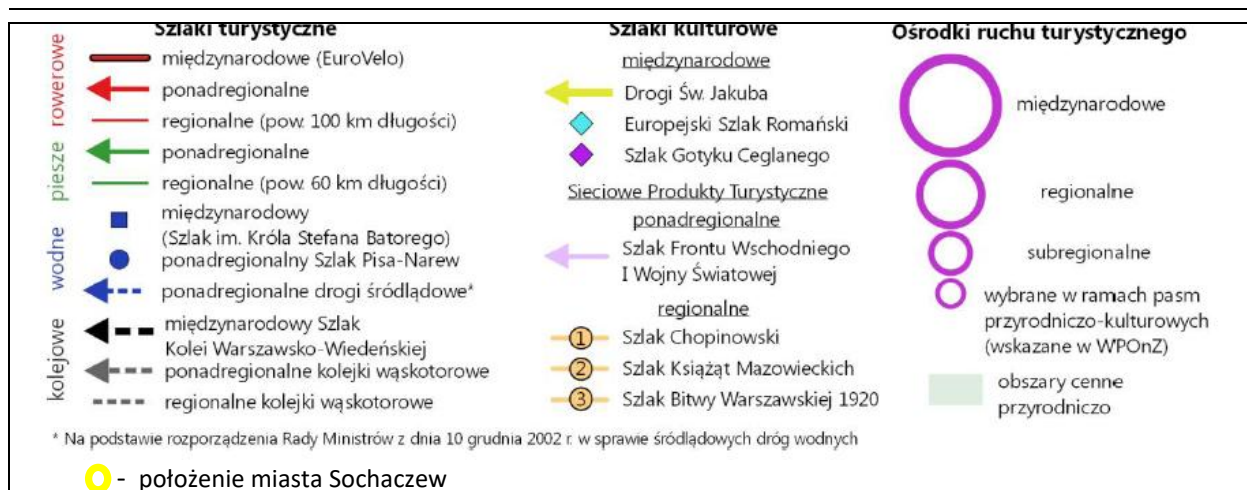 Szlaki turystyczne
rowerowe
międzynarodowe (EuroVelo)
ponadregionalne
regionalne (pow. 100 km długości)
piesze
ponadregionalne
regionalne (pow. 60 km długości)
wodne
międzynarodowy
(Szlak im. Króla Stefana Batorego)
ponadregionalny Szlak Pisa-Narew
ponadregionalne drogi śródlądowe*
kolejowe
międzynarodowy Szlak
Kolei Warszawsko-Wiedeńskiej
ponadregionalne kolejki wąskotorowe
regionalne kolejki wąskotorowe
Szlaki kulturowe
międzynarodowe
Drogi Św. Jakuba
Europejski Szlak Romański
Szlak Gotyku Ceglanego
Sieciowe Produkty Turystyczne
ponadregionalne
Szlak Frontu Wschodniego
I Wojny Światowej
regionalne
1 Szlak Chopinowski
2 Szlak Książąt Mazowieckich
3 Szlak Bitwy Warszawskiej 1920
Ośrodki ruchu turystycznego
międzynarodowe
regionalne
subregionalne
wybrane w ramach pasm
przyrodniczo-kulturowych
(wskazane w WPOnZ)
obszary cenne
przyrodniczo
* Na podstawie rozporządzenia Rady Ministrów z dnia 10 grudnia 2002 r. w sprawie śródlądowych dróg wodnych
- położenie miasta Sochaczew